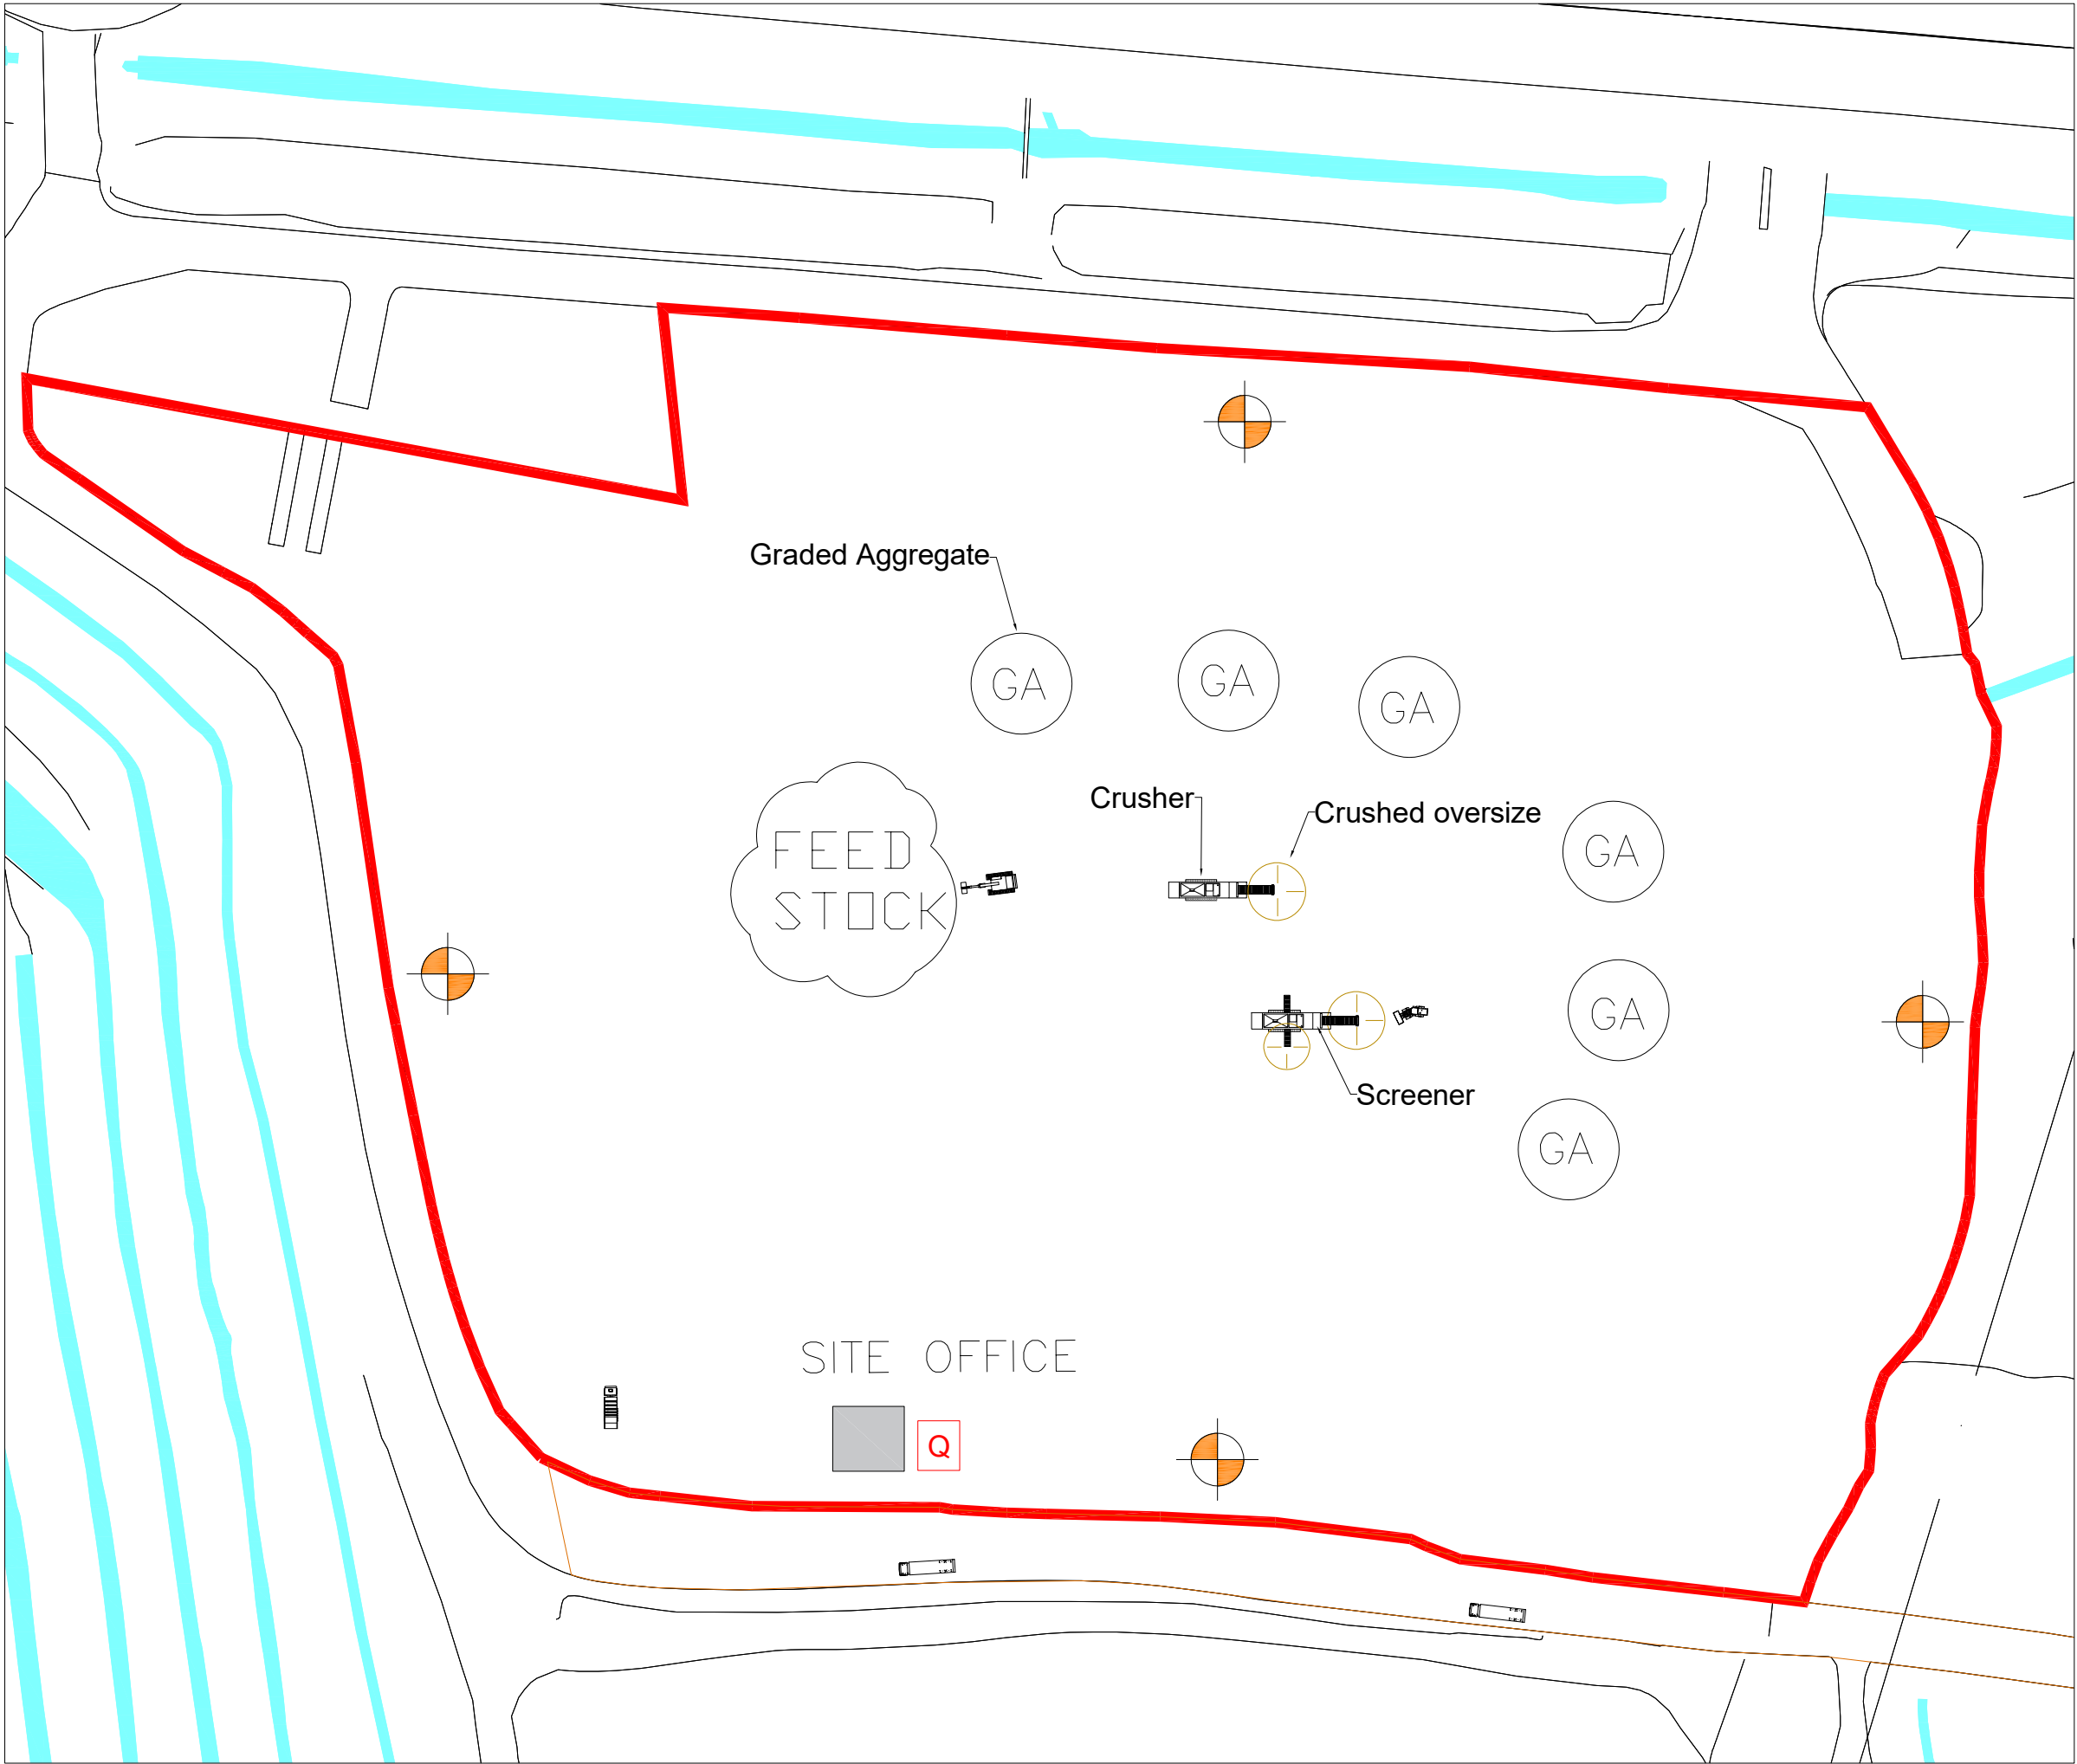 Graded Aggregate
GA
GA
GA
Crusher
Crushed oversize
FEED
STOCK
GA
GA
Screener
GA
SITE OFFICE
Q